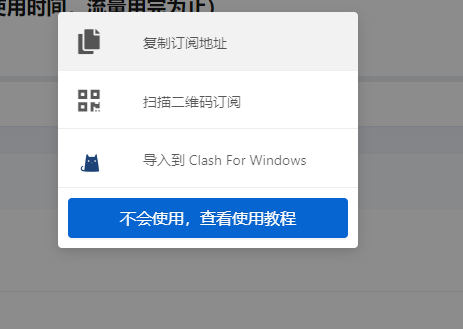 使用时间，流量用完为止）
复制订阅地址
扫描二维码订阅
导入到 Clash For Windows
不会使用，查看使用教程